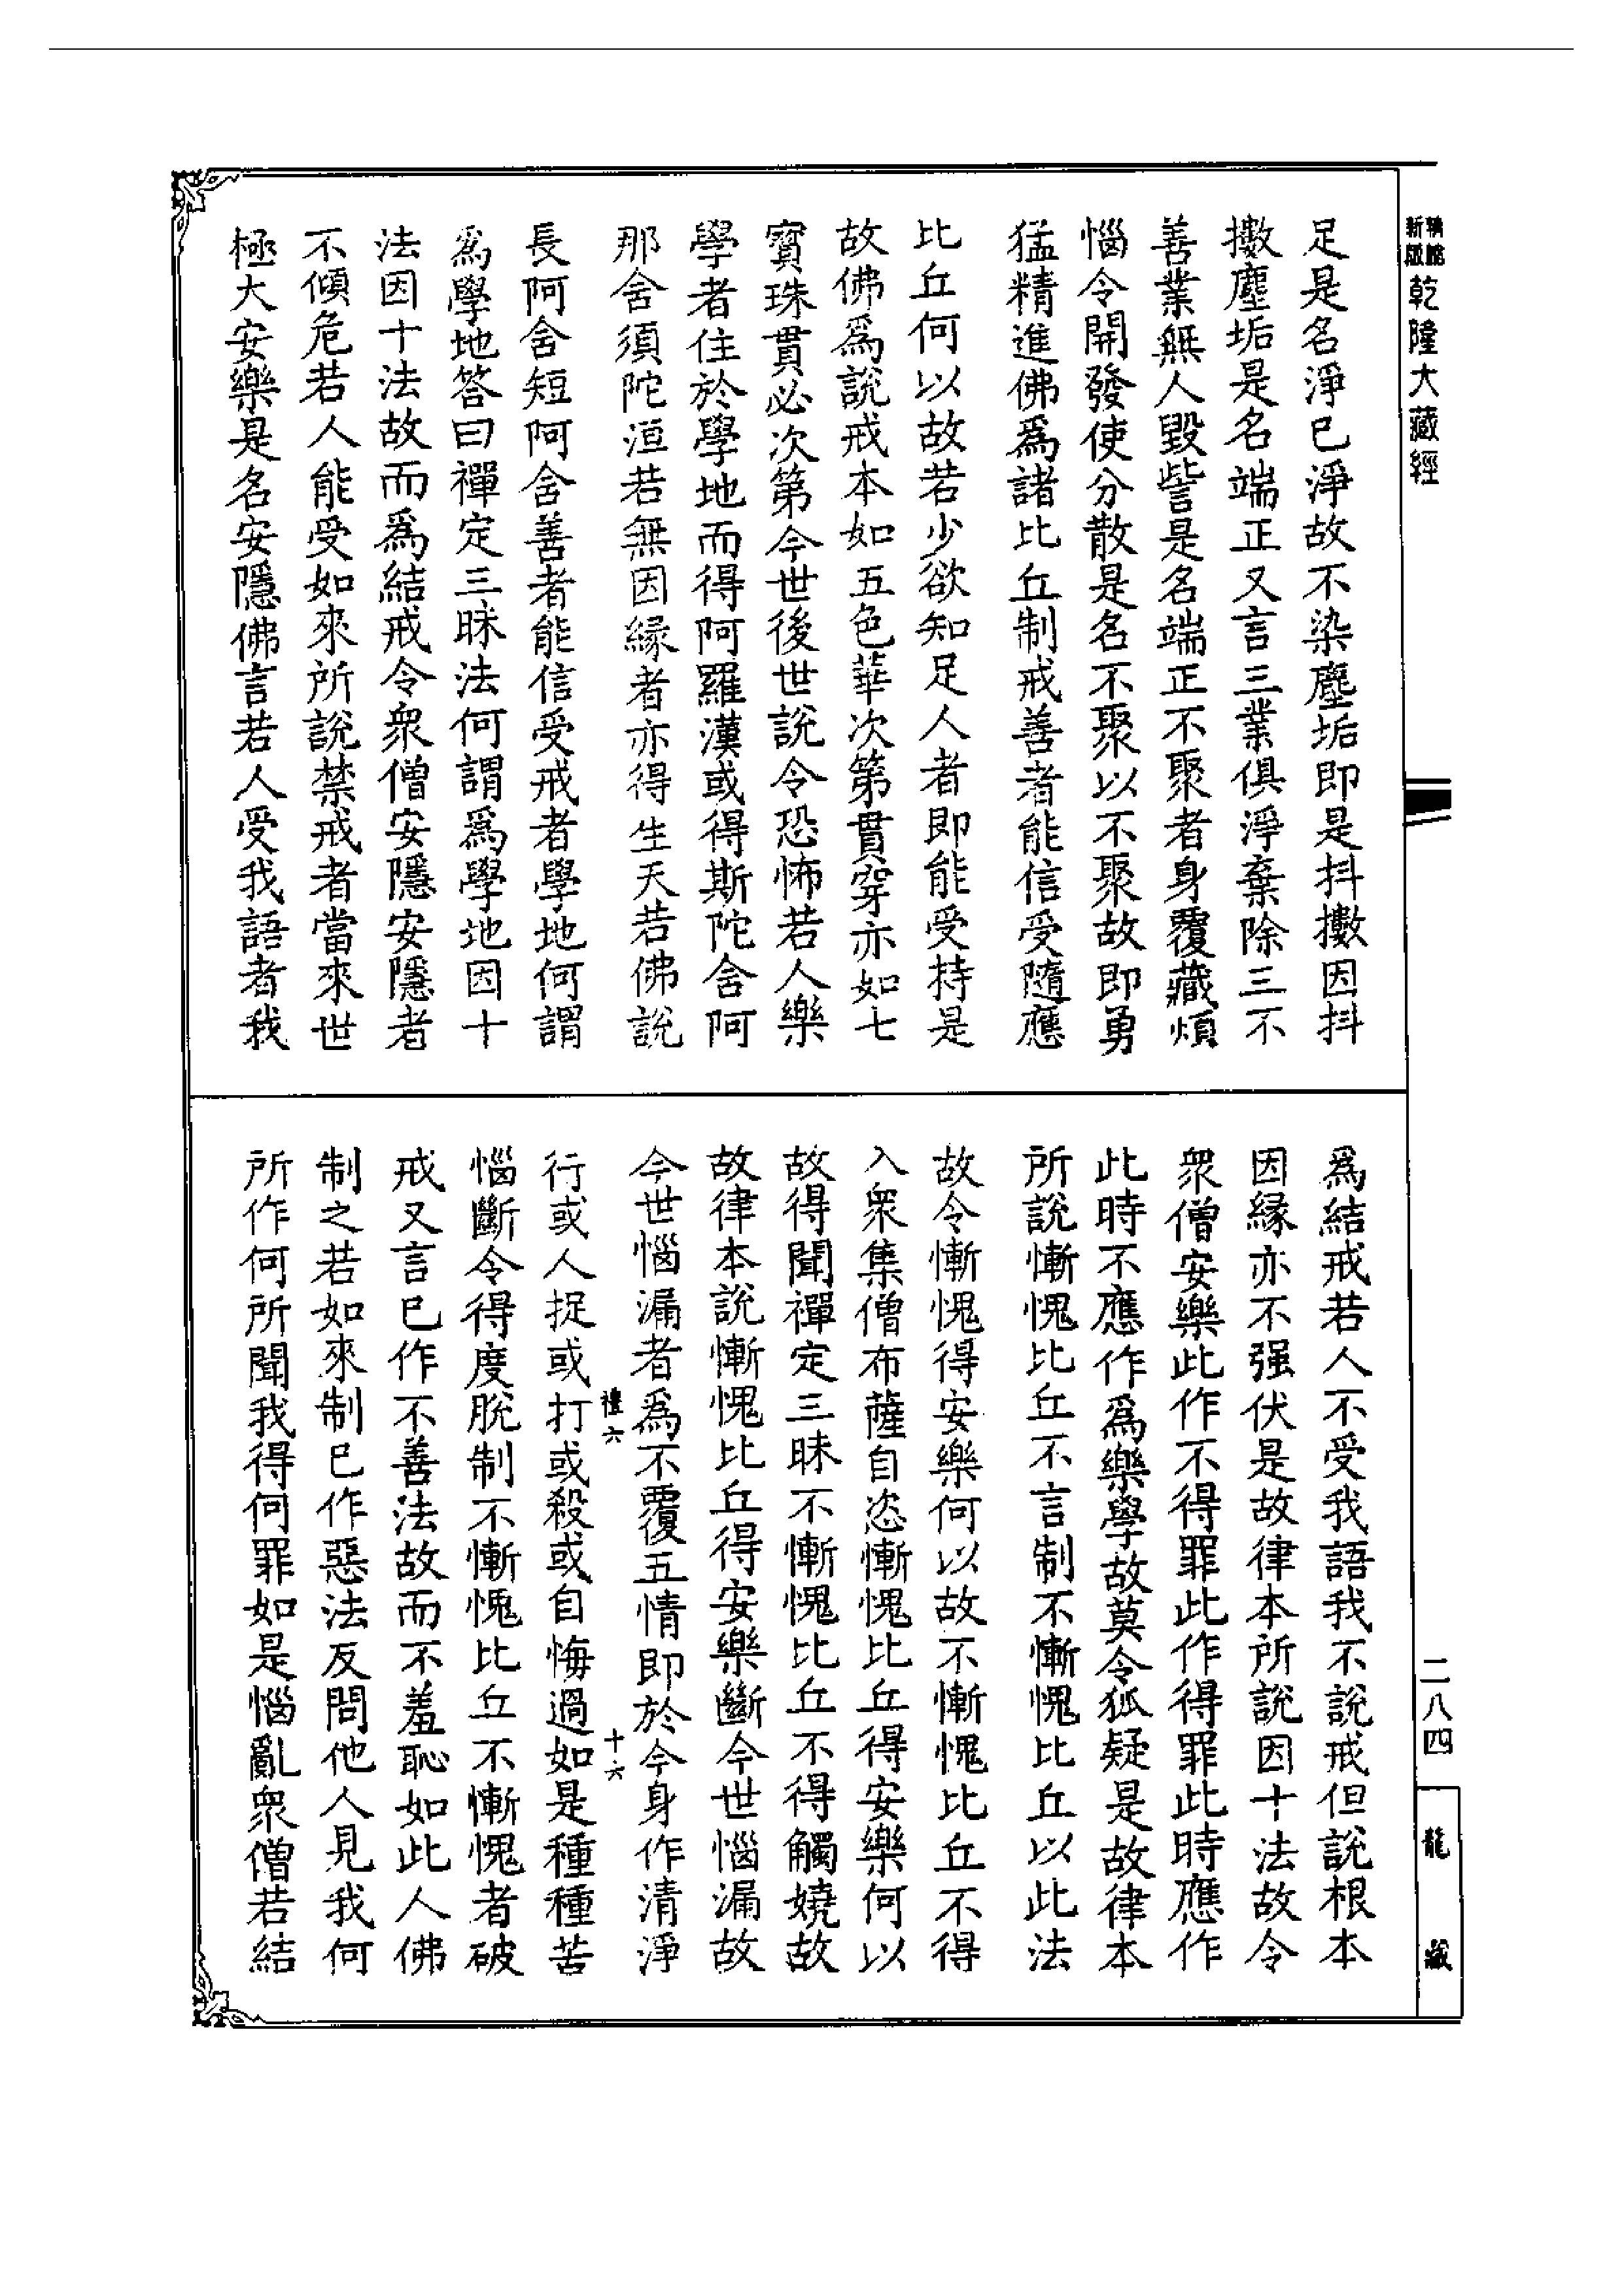 新版
乾隆大藏經
足是名淨已淨故不染塵垢即是抖擻因抖
擻塵垢是名端正又言三業俱淨棄除三不
善業無人毀呰是名端正不聚者身覆藏煩
惱令開發使分散是名不聚以不聚故即勇
猛精進佛爲諸比丘制戒善者能信受隨應
比丘何以故若少欲知足人者即能受持是
故佛爲說戒本如五色華次第貫穿亦如七
寳珠貫必次第今世後世說令恐怖若人樂
學者住於學地而得阿羅漢或得斯陀含阿
那含須陀洹若無因緣者亦得生天若佛說
長阿含短阿含善者能信受戒者學地何謂
爲學地答曰禪定三昧法何謂爲學地因十
法因十法故而爲結戒令衆僧安隱安隱者
不傾危若人能受如來所說禁戒者當來世
極大安樂是名安隱佛言若人受我語者我
爲結戒若人不受我語我不說戒但說根本
因緣亦不强伏是故律本所說因十法故令
衆僧安樂此作不得罪此作得罪此時應作
此時不應作爲樂學故莫令狐疑是故律本
所說慚愧比丘不言制不慚愧比丘以此法
故令慚愧得安樂何以故不慚愧比丘不得
入衆集僧布薩自恣慚愧比丘得安樂何以
故得聞禪定三昧不慚愧比丘不得觸嬈故
故律本說慚愧比丘得安樂斷今世惱漏故
今世惱漏者爲不覆五情即於今身作清淨
禮六
十六
行或人捉或打或殺或自悔過如是種種苦
惱斷令得度脫制不慚愧比丘不慚愧者破
戒又言已作不善法故而不羞恥如此人佛
制之若如來制已作惡法反問他人見我何
所作何所聞我得何罪如是惱亂衆僧若結
二八四
龍藏